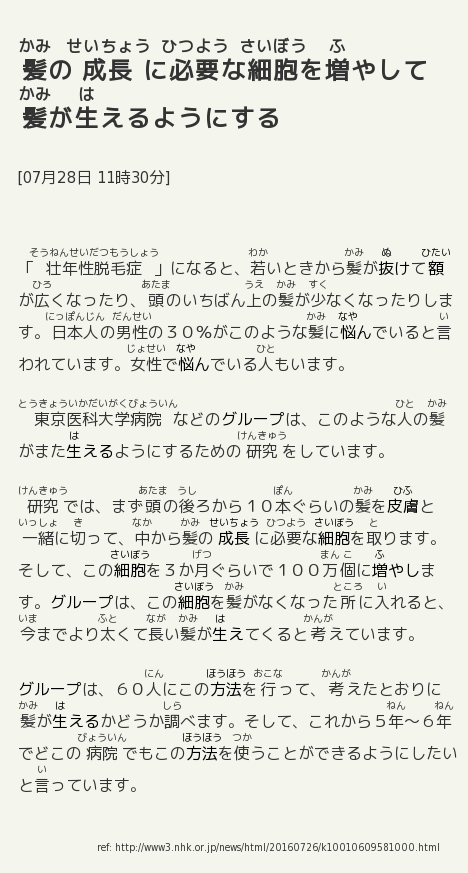 かみ せいちょう ひつよう さいぼう ふ
髪の 成長 に必要な細胞を増やして
かみ は
髪が生えるようにする
[07月28日 11時30分]
そうねんせいだつもうしょう わか かみ ぬ ひたい
「 壮年性脱毛症 」になると、若いときから髪が抜けて額
ひろ あたま うえ かみ すく
が広くなったり、頭のいちばん上の髪が少なくなったりしま
にっぽんじん だんせい かみ なや い
す。日本人の男性の３０％がこのような髪に悩んでいると言
じょせい なや ひと
われています。女性で悩んでいる人もいます。
とうきょういかだいがくびょういん ひと かみ
東京医科大学病院 などのグループは、このような人の髪
は けんきゅう
がまた生えるようにするための 研究 をしています。
けんきゅう あたま うし ぽん かみ ひふ
研究 では、まず頭の後ろから１０本ぐらいの髪を皮膚と
いっしょ き なか かみ せいちょう ひつよう さいぼう と
一緒に切って、中から髪の 成長 に必要な細胞を取ります。
さいぼう げつ まん こ ふ
そして、この細胞を３か月ぐらいで１００万個に増やしま
さいぼう かみ ところ い
す。グループは、この細胞を髪がなくなった所に入れると、
いま ふと なが かみ は かんが
今までより太くて長い髪が生えてくると考えています。
にん ほうほう おこな かんが
グループは、６０人にこの方法を 行 って、考えたとおりに
かみ は しら ねん ねん
髪が生えるかどうか調べます。そして、これから５年～６年
びょういん ほうほう つか
でどこの 病院 でもこの方法を使うことができるようにしたい
い
と言っています。
ref: http://www3.nhk.or.jp/news/html/20160726/k10010609581000.html